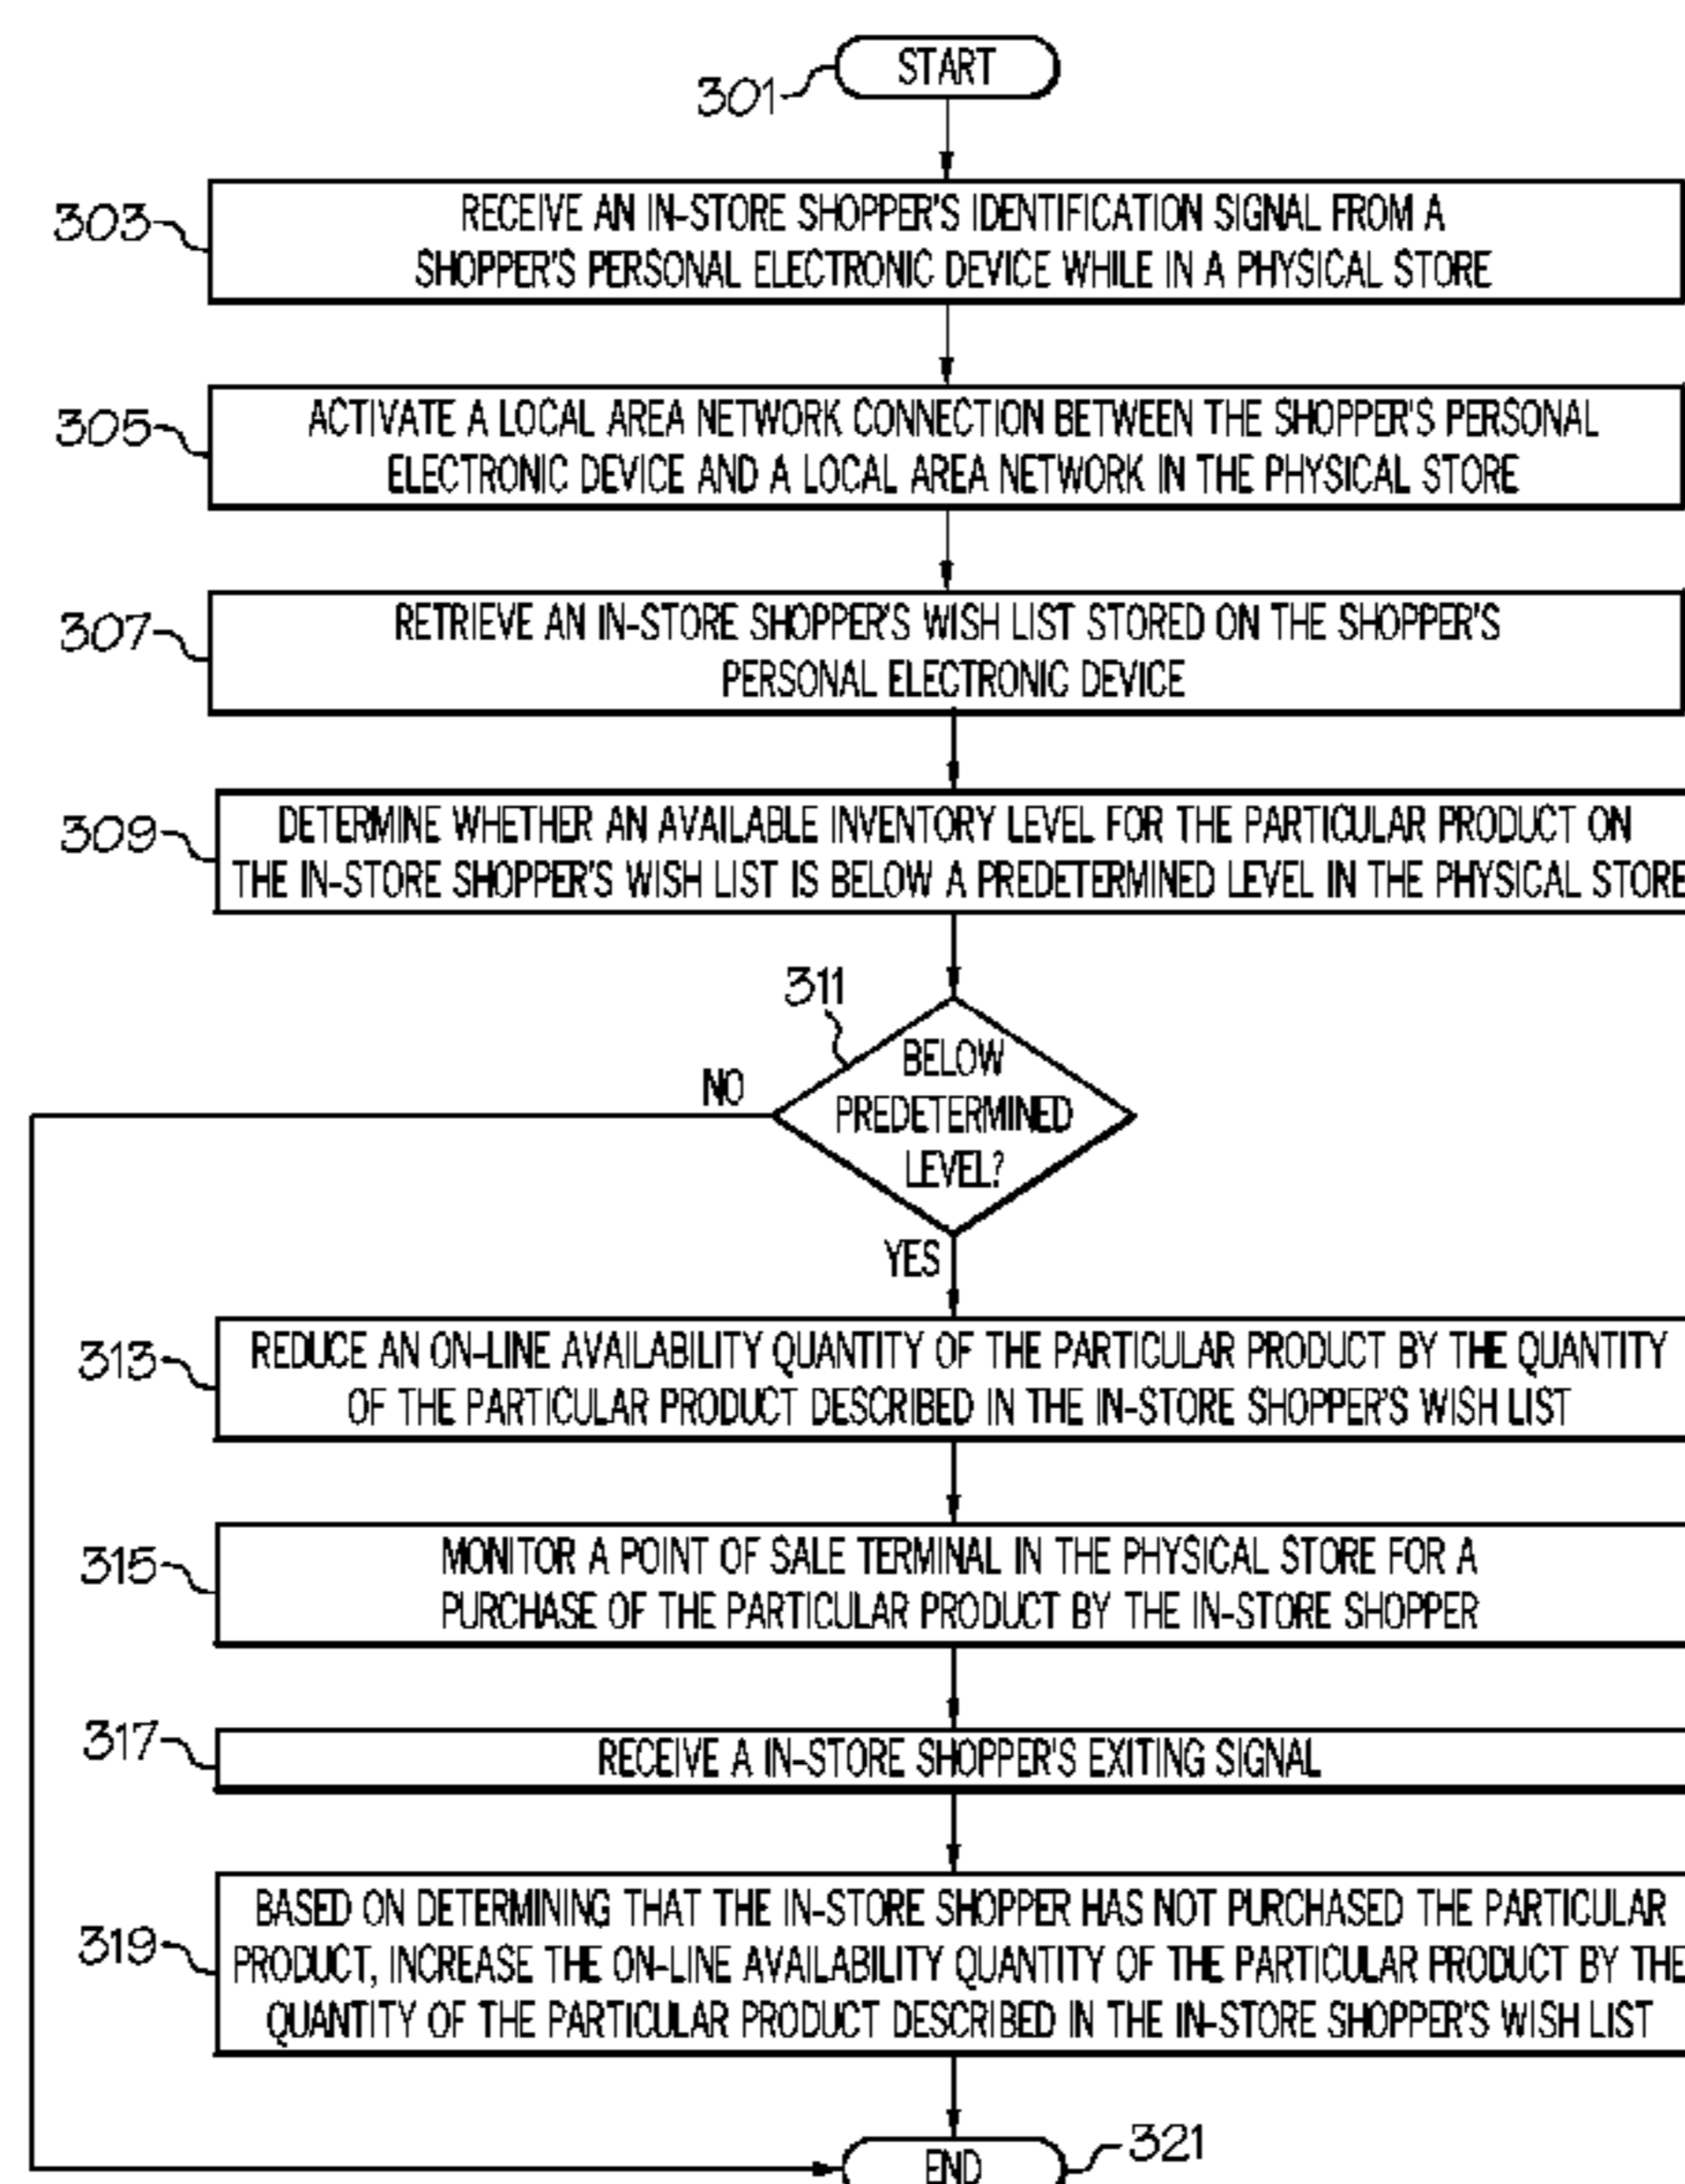 START
301
303
RECEIVE AN IN-STORE SHOPPER'S IDENTIFICATION SIGNAL FROM A
SHOPPER'S PERSONAL ELECTRONIC DEVICE WHILE IN A PHYSICAL STORE
305
ACTIVATE A LOCAL AREA NETWORK CONNECTION BETWEEN THE SHOPPER'S PERSONAL
ELECTRONIC DEVICE AND A LOCAL AREA NETWORK IN THE PHYSICAL STORE
307
RETRIEVE AN IN-STORE SHOPPER'S WISH LIST STORED ON THE SHOPPER'S
PERSONAL ELECTRONIC DEVICE
309
DETERMINE WHETHER AN AVAILABLE INVENTORY LEVEL FOR THE PARTICULAR PRODUCT ON
THE IN-STORE SHOPPER'S WISH LIST IS BELOW A PREDETERMINED LEVEL IN THE PHYSICAL STORE
311
BELOW
PREDETERMINED
LEVEL?
NO
YES
313
REDUCE AN ON-LINE AVAILABILITY QUANTITY OF THE PARTICULAR PRODUCT BY THE QUANTITY
OF THE PARTICULAR PRODUCT DESCRIBED IN THE IN-STORE SHOPPER'S WISH LIST
315
MONITOR A POINT OF SALE TERMINAL IN THE PHYSICAL STORE FOR A
PURCHASE OF THE PARTICULAR PRODUCT BY THE IN-STORE SHOPPER
317
RECEIVE A IN-STORE SHOPPER'S EXITING SIGNAL
319
BASED ON DETERMINING THAT THE IN-STORE SHOPPER HAS NOT PURCHASED THE PARTICULAR
PRODUCT, INCREASE THE ON-LINE AVAILABILITY QUANTITY OF THE PARTICULAR PRODUCT BY THE
QUANTITY OF THE PARTICULAR PRODUCT DESCRIBED IN THE IN-STORE SHOPPER'S WISH LIST
321
END